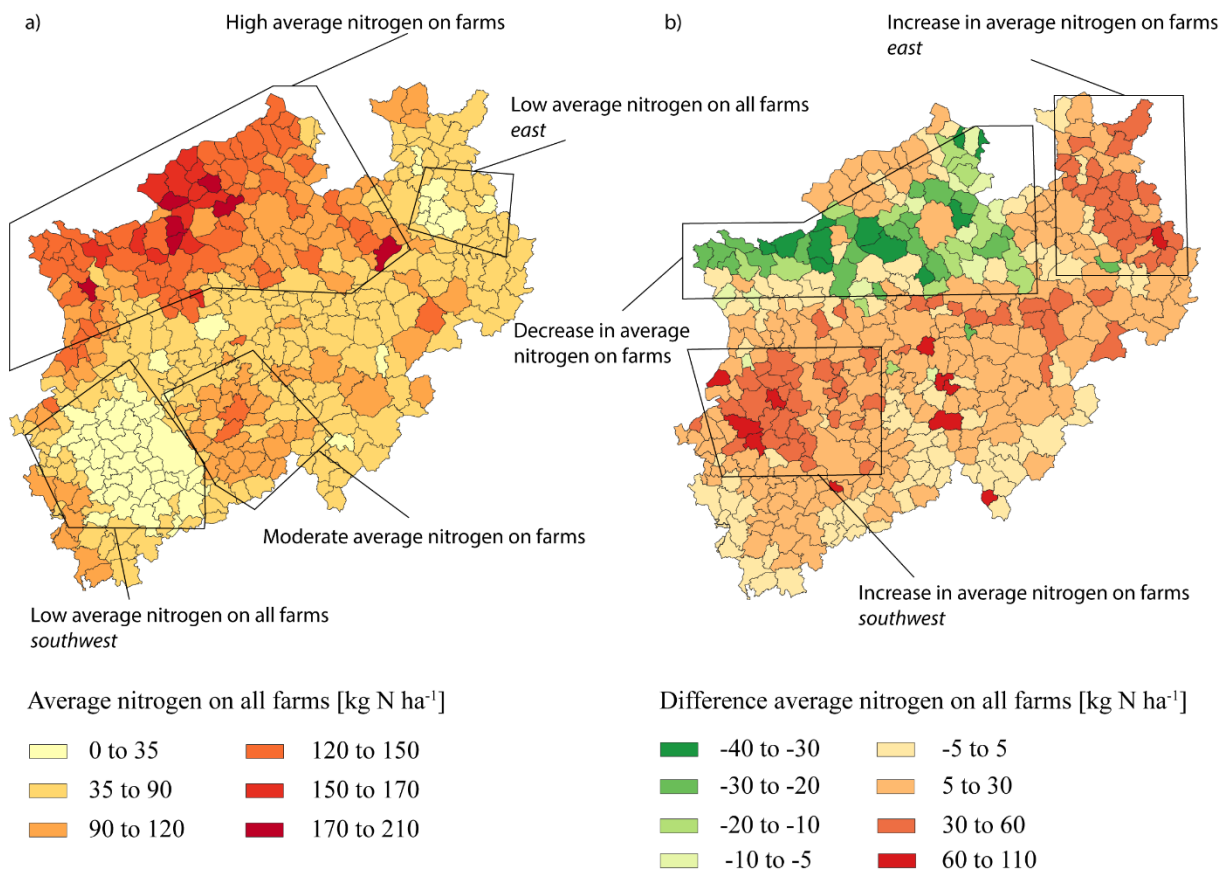 a)
High average nitrogen on farms
Low average nitrogen on all farms
east
Moderate average nitrogen on farms
Low average nitrogen on all farms
southwest
Average nitrogen on all farms [kg N ha⁻¹]
0 to 35
35 to 90
90 to 120
120 to 150
150 to 170
170 to 210
b)
Increase in average nitrogen on farms
east
Decrease in average
nitrogen on farms
Increase in average nitrogen on farms
southwest
Difference average nitrogen on all farms [kg N ha⁻¹]
-40 to -30
-30 to -20
-20 to -10
-10 to -5
-5 to 5
5 to 30
30 to 60
60 to 110